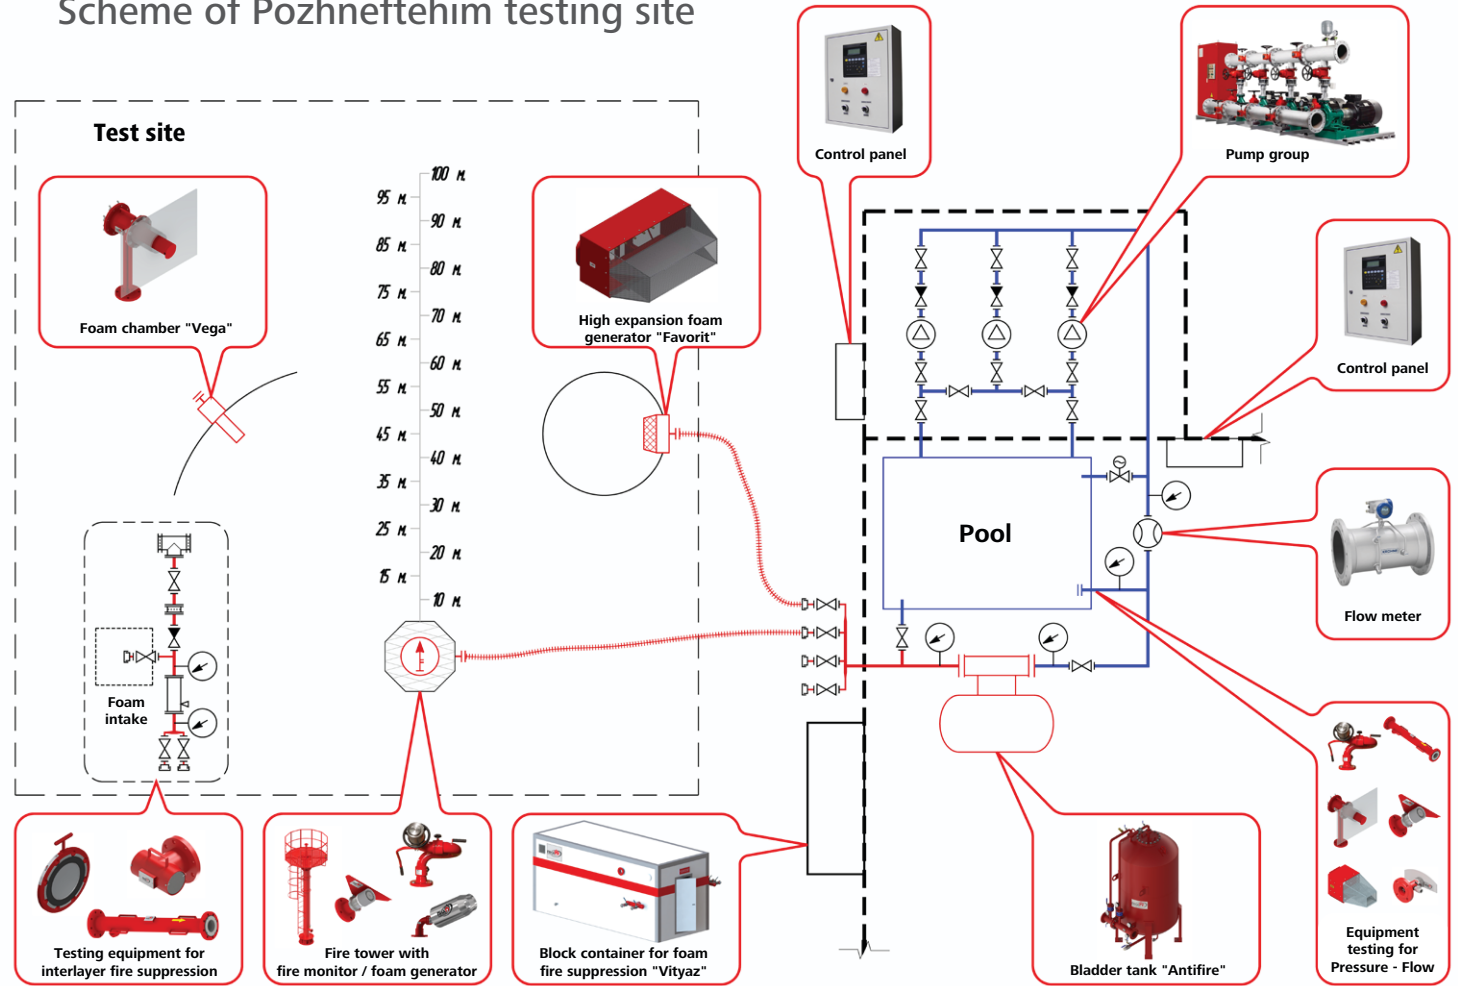 Scheme of Pozhneftehim testing site
Test site
Control panel
Pump group
Foam chamber "Vega"
High expansion foam
generator "Favorit"
Control panel
100 м.
95 м.
90 м.
85 м.
80 м.
75 м.
70 м.
65 м.
60 м.
55 м.
50 м.
45 м.
40 м.
35 м.
30 м.
25 м.
20 м.
15 м.
10 м.
Pool
Flow meter
Foam
intake
Testing equipment for
interlayer fire suppression
Fire tower with
fire monitor / foam generator
Block container for foam
fire suppression "Vityaz"
Bladder tank "Antifire"
Equipment
testing for
Pressure - Flow